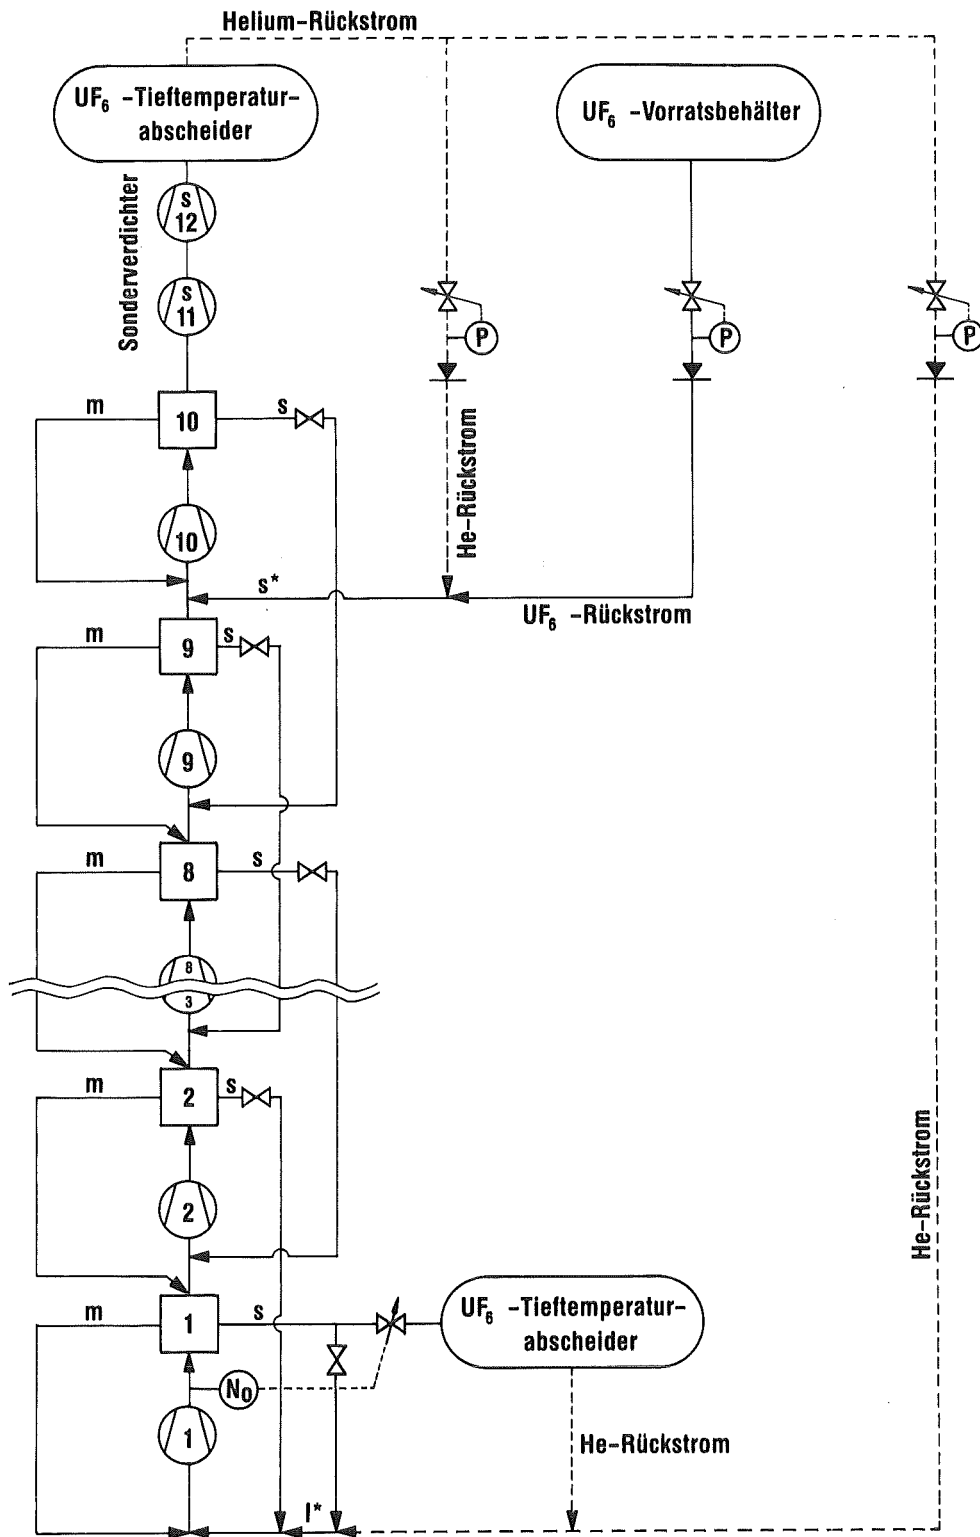 Helium-Rückstrom
UF₆ -Tieftemperatur-
abscheider
UF₆ -Vorratsbehälter
Sonderverdichter
s
12
s
11
P
P
P
m
10
s
He-Rückstrom
10
s*
UF₆ -Rückstrom
m
9
s
9
m
8
s
8
3
m
2
s
He-Rückstrom
2
m
1
s
UF₆ -Tieftemperatur-
abscheider
N₀
1
He-Rückstrom
l*